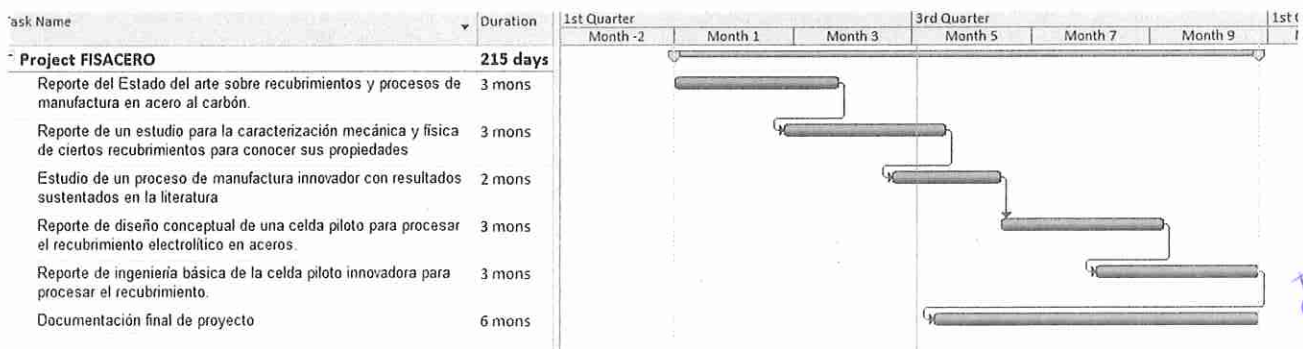 ask Name
Duration
1st Quarter
3rd Quarter
1st
Month -2
Month 1
Month 3
Month 5
Month 7
Month 9
Project FISACERO
215 days
Reporte del Estado del arte sobre recubrimientos y procesos de
manufactura en acero al carbón.
3 mons
Reporte de un estudio para la caracterización mecánica y física
de ciertos recubrimientos para conocer sus propiedades
3 mons
Estudio de un proceso de manufactura innovador con resultados
sustentados en la literatura
2 mons
Reporte de diseño conceptual de una celda piloto para procesar
el recubrimiento electrolítico en aceros.
3 mons
Reporte de ingeniería básica de la celda piloto innovadora para
procesar el recubrimiento.
3 mons
Documentación final de proyecto
6 mons